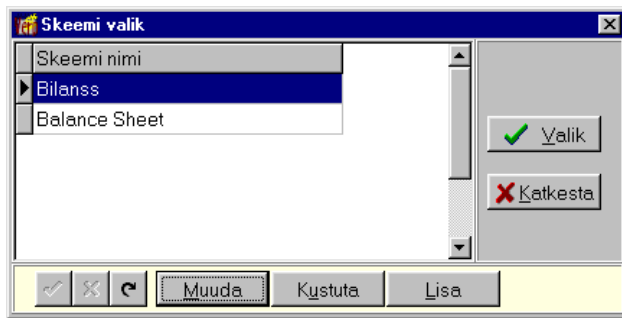 Skeemi valik
Skeemi nimi
Bilanss
Balance Sheet
Valik
Katkesta
Muuda
Kustuta
Lisa